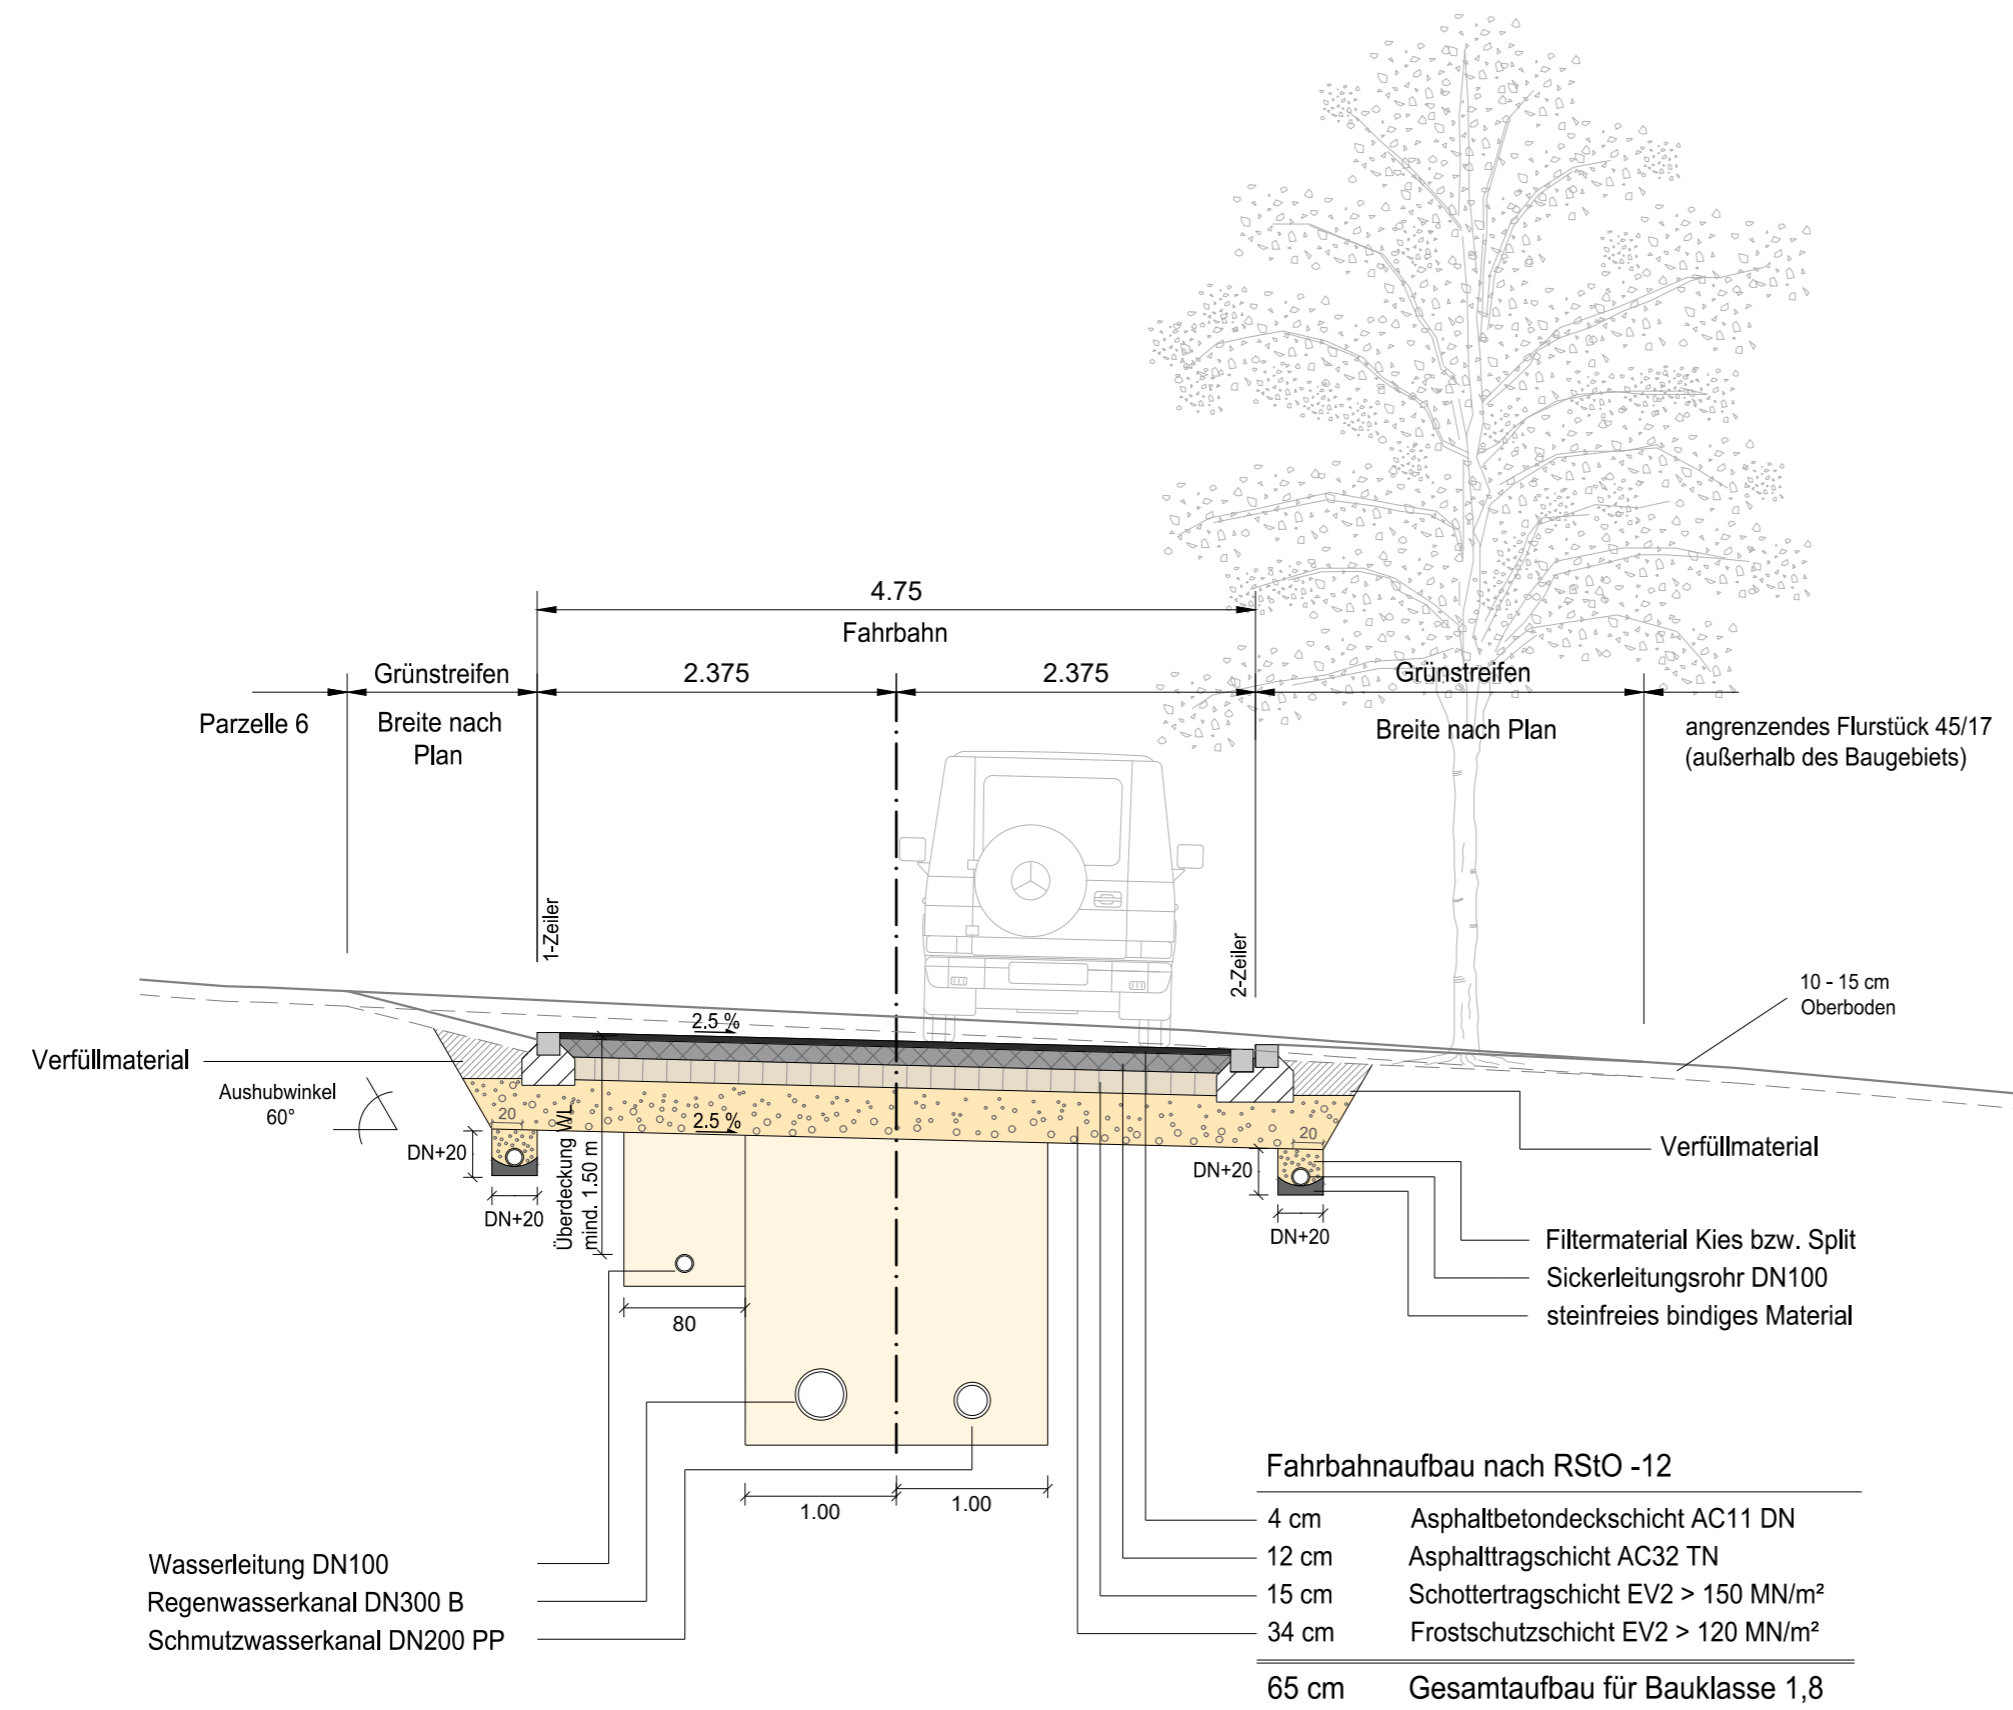 4.75
Fahrbahn
Grünstreifen
2.375
2.375
Grünstreifen
Parzelle 6
Breite nach
Plan
Breite nach Plan
angrenzendes Flurstück 45/17
(außerhalb des Baugebiets)
1-Zeiler
2-Zeiler
10 - 15 cm
Oberboden
2.5 %
Verfüllmaterial
Aushubwinkel
60°
20
2.5 %
20
DN+20
DN+20
Überdeckung WL
mind. 1.50 m
DN+20
DN+20
Verfüllmaterial
Filtermaterial Kies bzw. Split
Sickerleitungsrohr DN100
steinfreies bindiges Material
80
1.00
1.00
Wasserleitung DN100
Regenwasserkanal DN300 B
Schmutzwasserkanal DN200 PP
Fahrbahnaufbau nach RStO -12
4 cm Asphaltbetondeckschicht AC11 DN
12 cm Asphalttragschicht AC32 TN
15 cm Schottertragschicht EV2 > 150 MN/m²
34 cm Frostschutzschicht EV2 > 120 MN/m²
65 cm Gesamtaufbau für Bauklasse 1,8